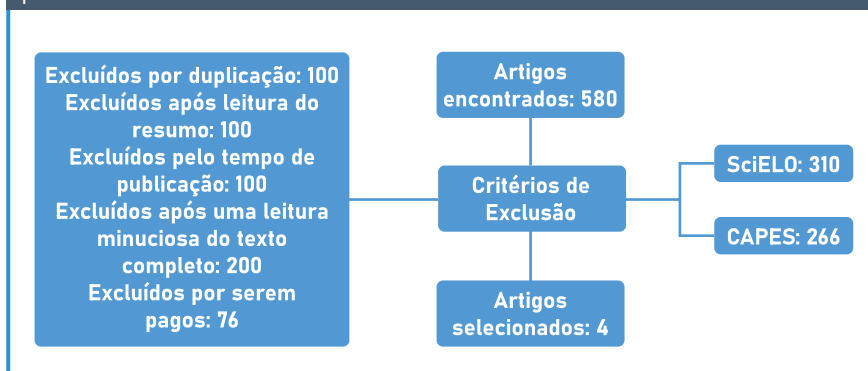 Excluídos por duplicação: 100
Excluídos após leitura do
resumo: 100
Excluídos pelo tempo de
publicação: 100
Excluídos após uma leitura
minuciosa do texto
completo: 200
Excluídos por serem
pagos: 76
Artigos
encontrados: 580
Critérios de
Exclusão
Artigos
selecionados: 4
SciELO: 310
CAPES: 266